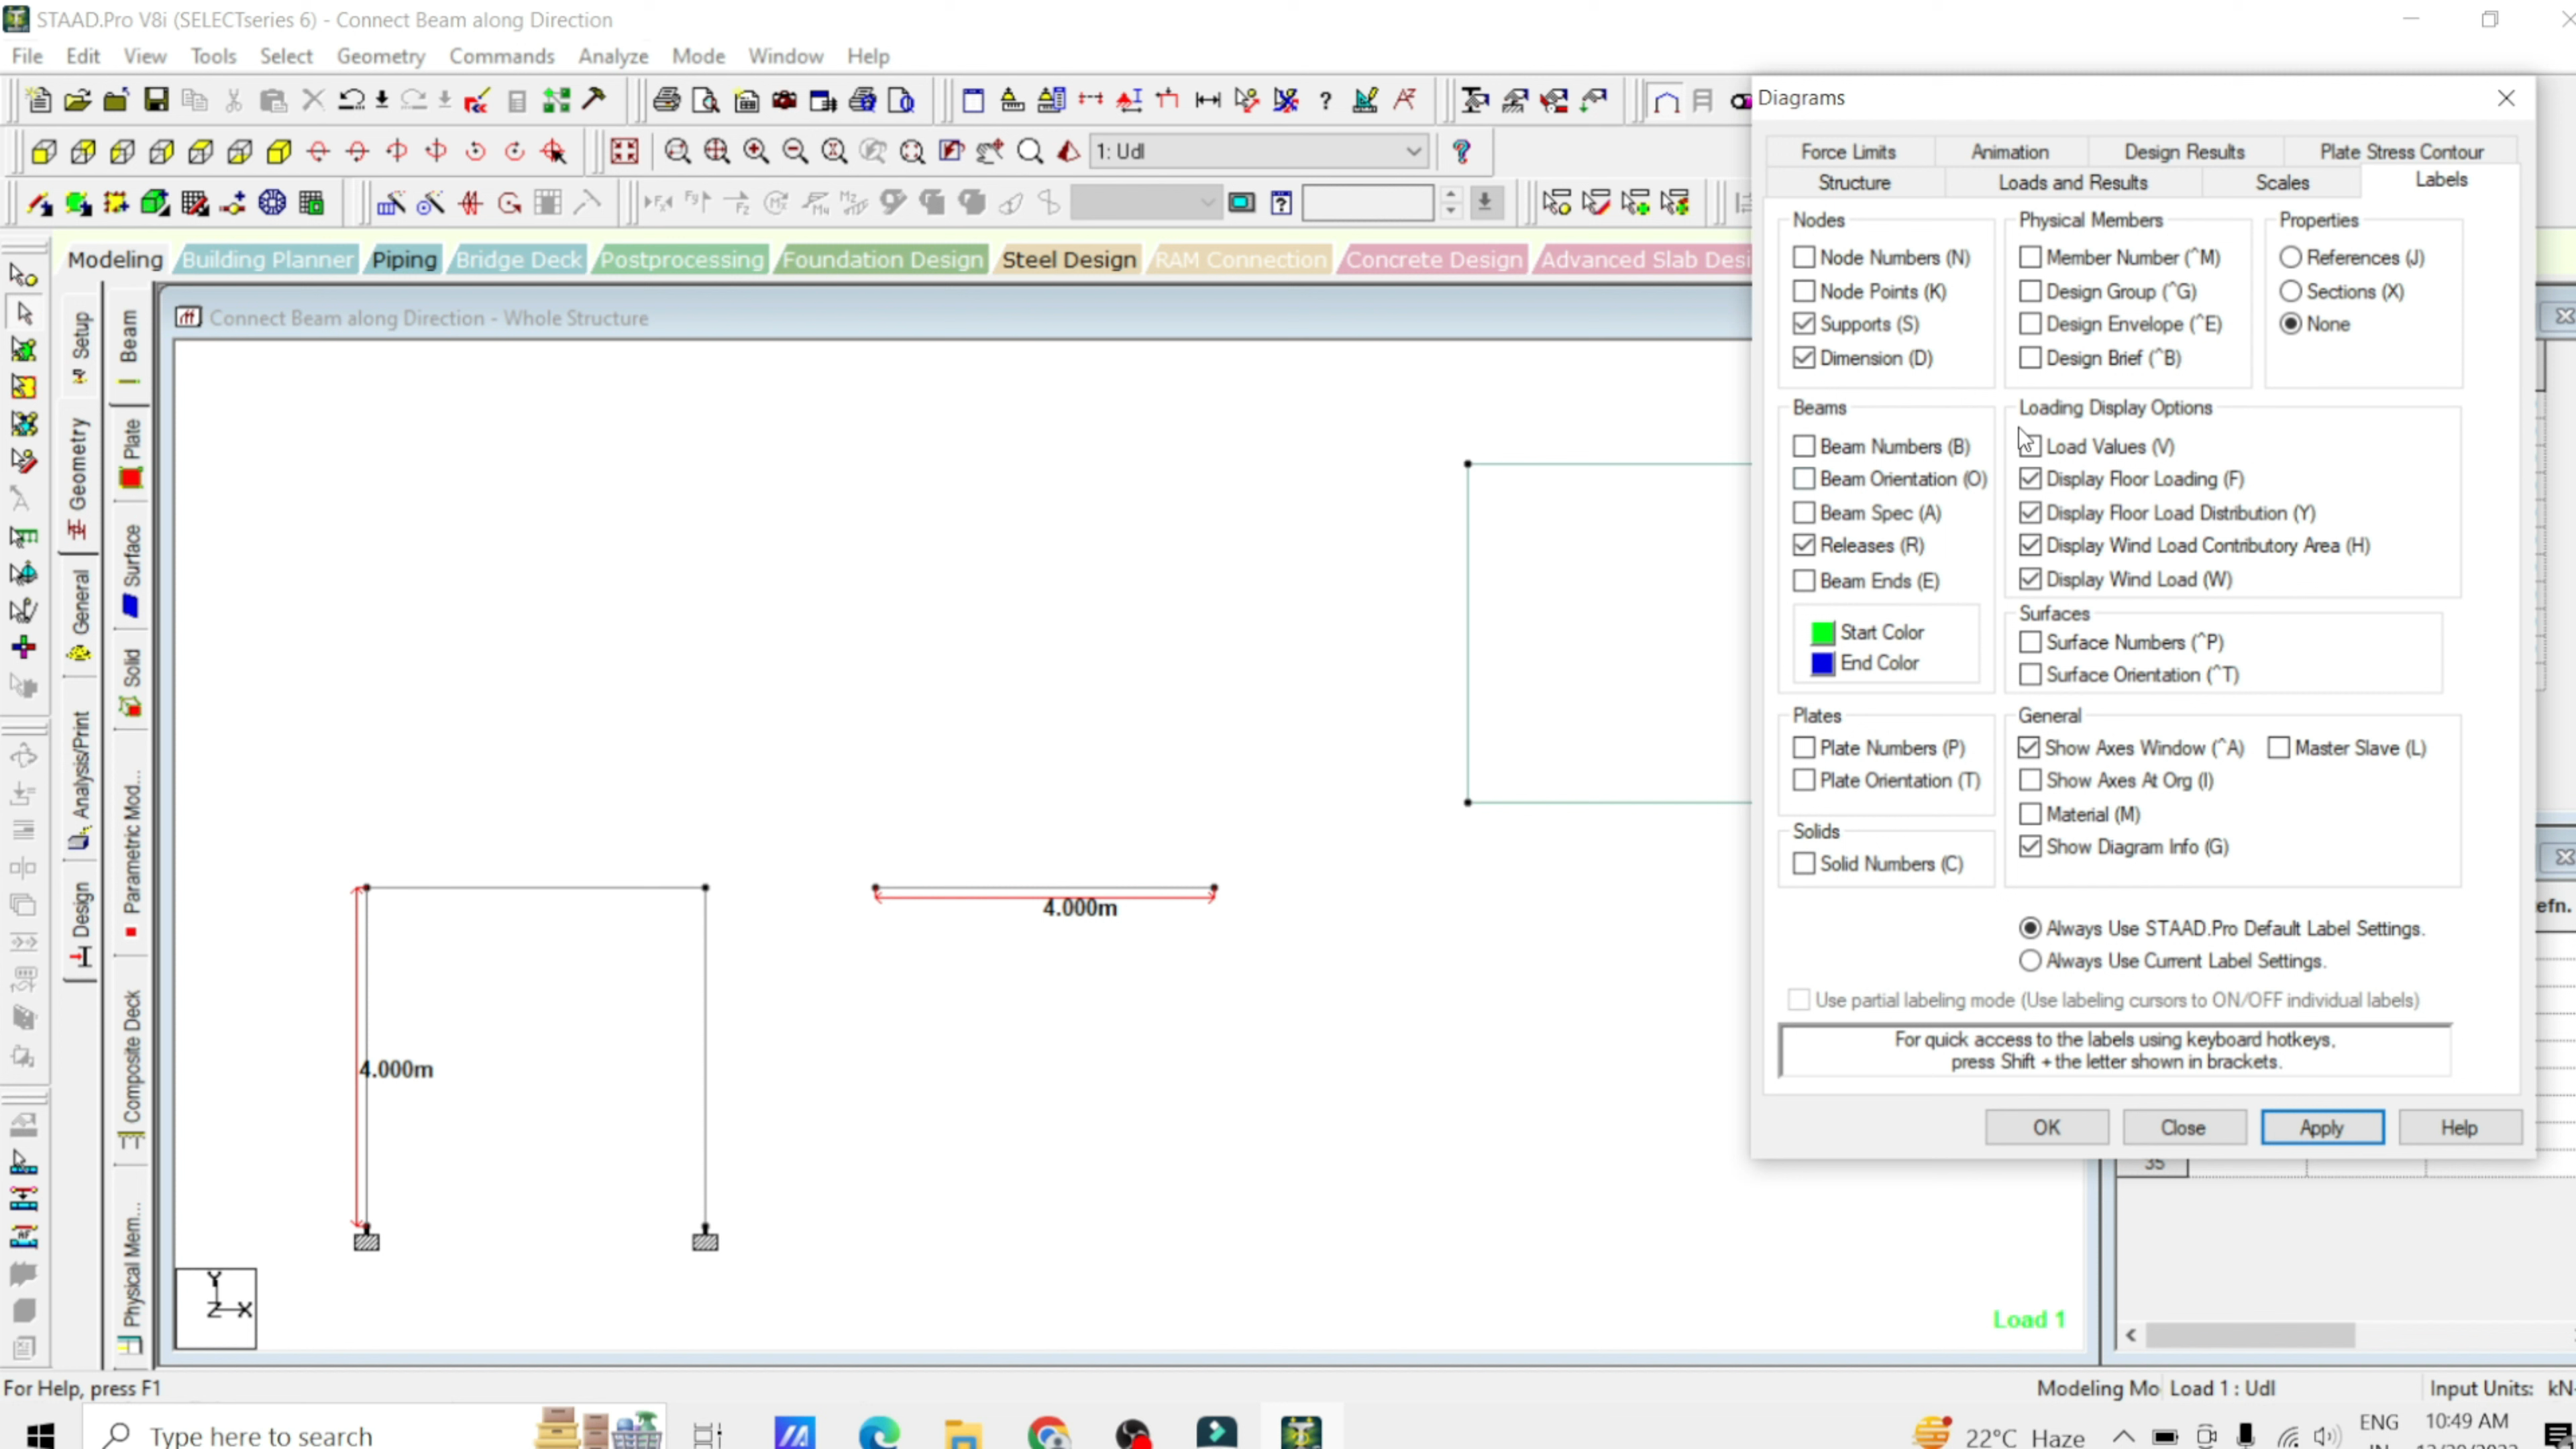 STAAD.Pro V8i (SELECTseries 6) - Connect Beam along Direction
File Edit View Tools Select Geometry Commands Analyze Mode Window Help
1: Udl
Modeling Building Planner Piping Bridge Deck Postprocessing Foundation Design Steel Design RAM Connection Concrete Design Advanced Slab Desi
Setup
Geometry
General
Analysis/Print
Design
Beam
Plate
Surface
Solid
Parametric Mod...
Composite Deck
Physical Mem...
Connect Beam along Direction - Whole Structure
4.000m
4.000m
Y
Z X
Load 1
Diagrams
Force Limits Animation Design Results Plate Stress Contour
Structure Loads and Results Scales Labels
Nodes
Node Numbers (N)
Node Points (K)
Supports (S)
Dimension (D)
Physical Members
Member Number (^M)
Design Group (^G)
Design Envelope (^E)
Design Brief (^B)
Properties
References (J)
Sections (X)
None
Beams
Beam Numbers (B)
Beam Orientation (O)
Beam Spec (A)
Releases (R)
Beam Ends (E)
Start Color
End Color
Loading Display Options
Load Values (V)
Display Floor Loading (F)
Display Floor Load Distribution (Y)
Display Wind Load Contributory Area (H)
Display Wind Load (W)
Surfaces
Surface Numbers (^P)
Surface Orientation (^T)
Plates
Plate Numbers (P)
Plate Orientation (T)
Solids
Solid Numbers (C)
General
Show Axes Window (^A) Master Slave (L)
Show Axes At Org (I)
Material (M)
Show Diagram Info (G)
Always Use STAAD.Pro Default Label Settings.
Always Use Current Label Settings.
Use partial labeling mode (Use labeling cursors to ON/OFF individual labels)
For quick access to the labels using keyboard hotkeys,
press Shift + the letter shown in brackets.
OK Close Apply Help
efn.
35
For Help, press F1
Modeling Mo Load 1 : Udl Input Units: kN-
Type here to search
22°C Haze
ENG
10:49 AM